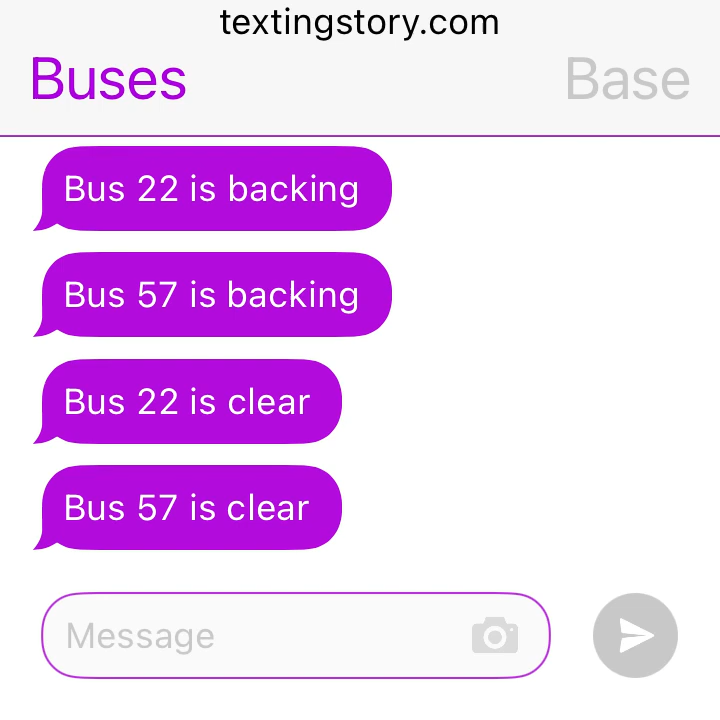 textingstory.com
Buses
Base
Bus 22 is backing
Bus 57 is backing
Bus 22 is clear
Bus 57 is clear
Message